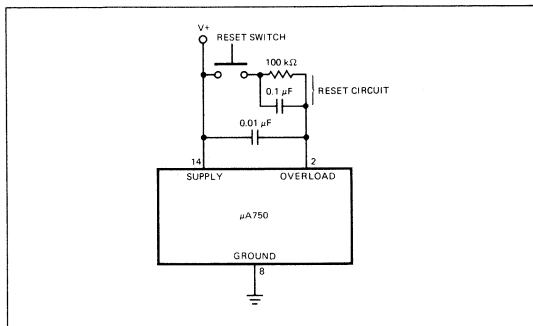 V+
RESET SWITCH
100 kΩ
0.1 μF
RESET CIRCUIT
0.01 μF
14
2
SUPPLY
OVERLOAD
μA750
GROUND
8